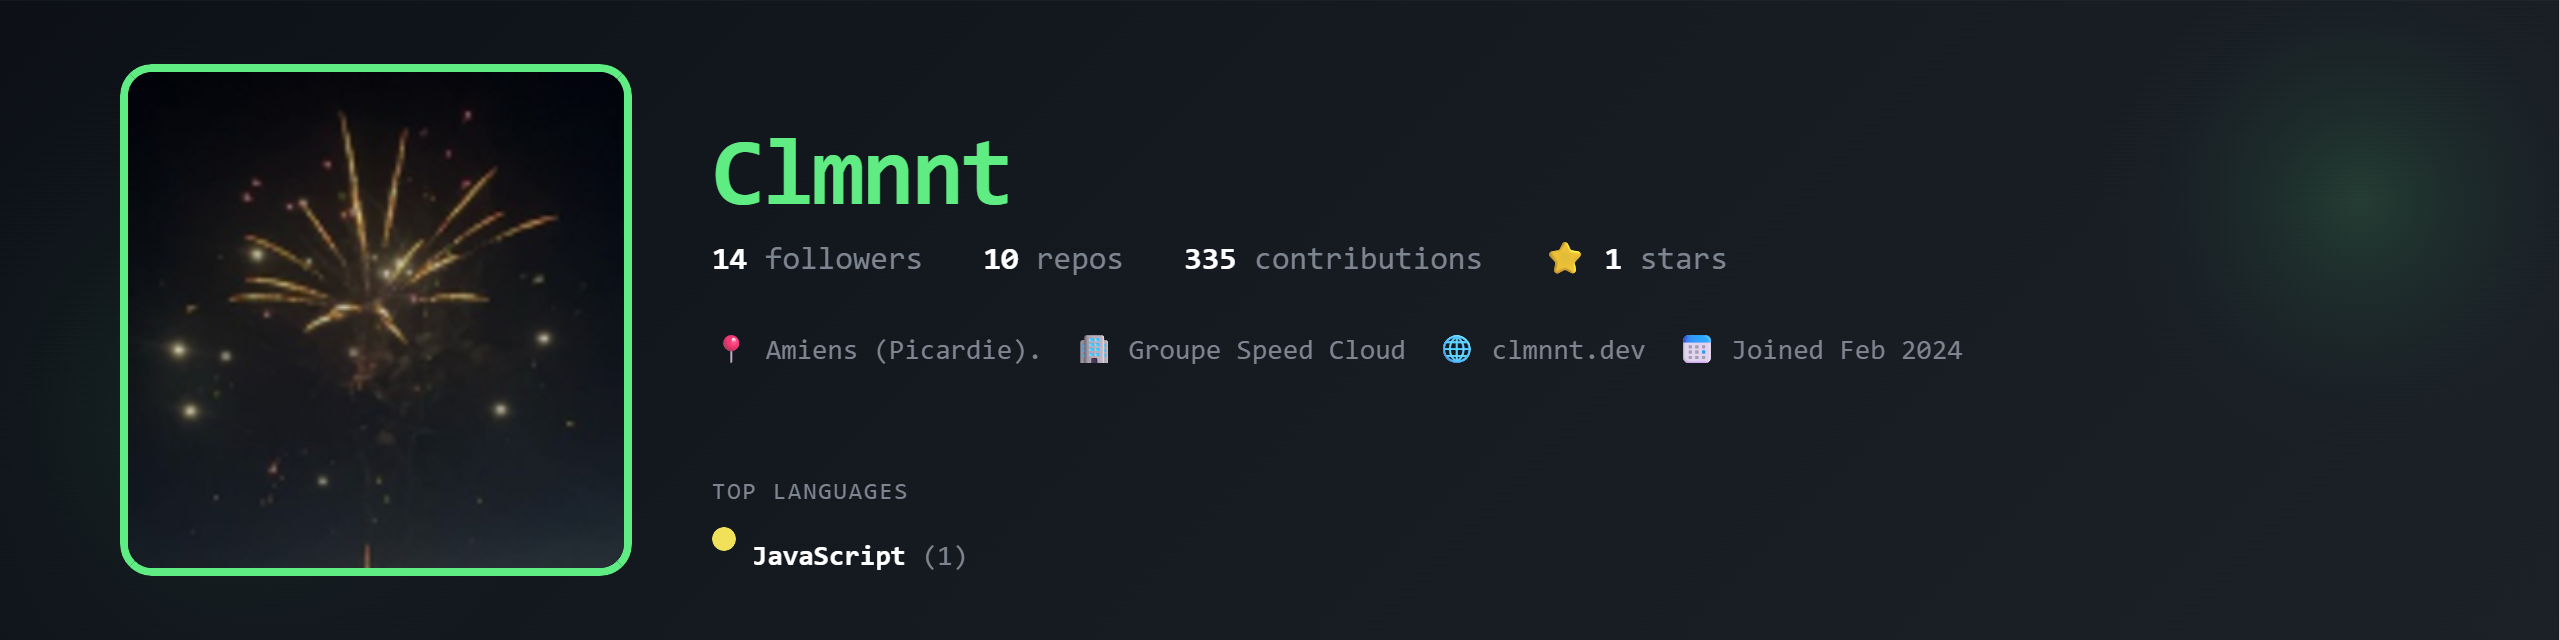 Clmnnt
14 followers 10 repos 335 contributions ⭐ 1 stars
📍 Amiens (Picardie). 🏢 Groupe Speed Cloud 🌐 clmnnt.dev 📅 Joined Feb 2024
TOP LANGUAGES
JavaScript (1)